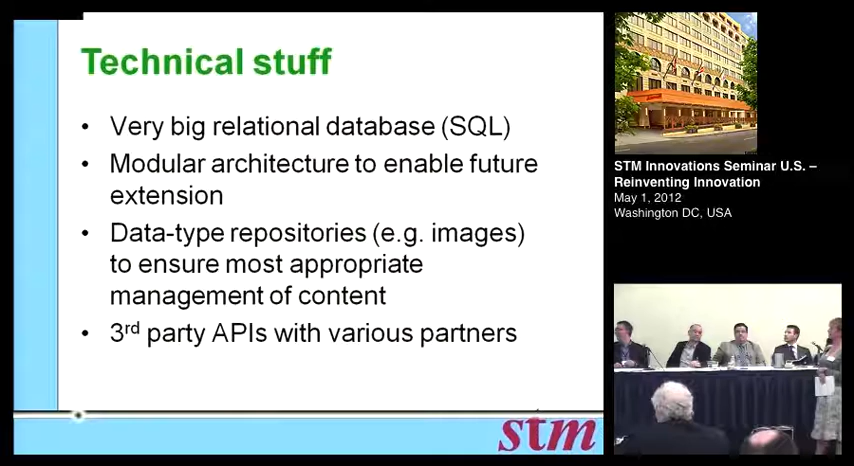 Technical stuff
• Very big relational database (SQL)
• Modular architecture to enable future
extension
• Data-type repositories (e.g. images)
to ensure most appropriate
management of content
• 3rd party APIs with various partners
stm
STM Innovations Seminar U.S. –
Reinventing Innovation
May 1, 2012
Washington DC, USA